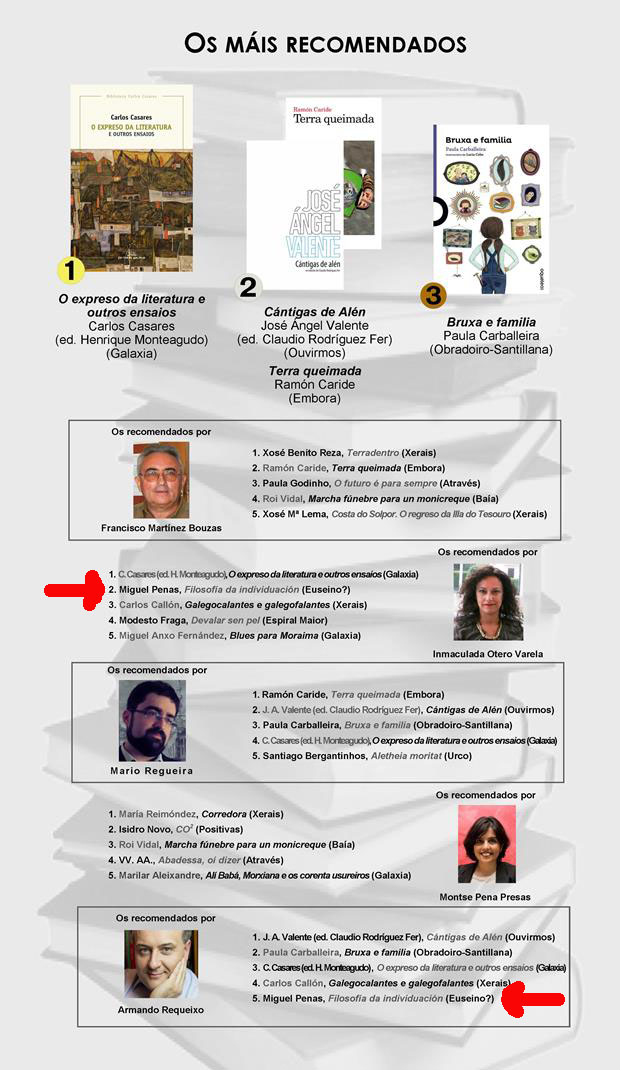 OS MÁIS RECOMENDADOS
Biblioteca Carlos Casares
Carlos Casares
O EXPRESO DA LITERATURA
E OUTROS ENSAIOS
1
O expreso da literatura e
outros ensaios
Carlos Casares
(ed. Henrique Monteagudo)
(Galaxia)
Ramón Caride
Terra queimada
JOSÉ
ÁNGEL
VALENTE
Cántigas de alén
2
Cántigas de Alén
José Ángel Valente
(ed. Claudio Rodríguez Fer)
(Ouvirmos)
Terra queimada
Ramón Caride
(Embora)
Bruxa e familia
Paula Carballeira
loqueleo
3
Bruxa e familia
Paula Carballeira
(Obradoiro-Santillana)
Os recomendados por
Francisco Martínez Bouzas
1. Xosé Benito Reza, Terradentro (Xerais)
2. Ramón Caride, Terra queimada (Embora)
3. Paula Godinho, O futuro é para sempre (Através)
4. Roi Vidal, Marcha fúnebre para un monicreque (Baía)
5. Xosé Mª Lema, Costa do Solpor. O regreso da Illa do Tesouro (Xerais)
1. C. Casares (ed. H. Monteagudo), O expreso da literatura e outros ensaios (Galaxia)
2. Miguel Penas, Filosofía da individuación (Euseino?)
3. Carlos Callón, Galegocalantes e galegofalantes (Xerais)
4. Modesto Fraga, Devalar sen pel (Espiral Maior)
5. Miguel Anxo Fernández, Blues para Moraima (Galaxia)
Os recomendados por
Inmaculada Otero Varela
Os recomendados por
Mario Regueira
1. Ramón Caride, Terra queimada (Embora)
2. J. A. Valente (ed. Claudio Rodríguez Fer), Cántigas de Alén (Ouvirmos)
3. Paula Carballeira, Bruxa e familia (Obradoiro-Santillana)
4. C. Casares (ed. H. Monteagudo), O expreso da literatura e outros ensaios (Galaxia)
5. Santiago Bergantinhos, Aletheia moritat (Urco)
1. María Reimóndez, Corredora (Xerais)
2. Isidro Novo, CO² (Positivas)
3. Roi Vidal, Marcha fúnebre para un monicreque (Baía)
4. VV. AA., Abadessa, oí dizer (Através)
5. Marilar Aleixandre, Alí Babá, Morxiana e os corenta usureiros (Galaxia)
Os recomendados por
Montse Pena Presas
Os recomendados por
Armando Requeixo
1. J. A. Valente (ed. Claudio Rodríguez Fer), Cántigas de Alén (Ouvirmos)
2. Paula Carballeira, Bruxa e familia (Obradoiro-Santillana)
3. C. Casares (ed. H. Monteagudo), O expreso da literatura e outros ensaios (Galaxia)
4. Carlos Callón, Galegocalantes e galegofalantes (Xerais)
5. Miguel Penas, Filosofía da individuación (Euseino?)